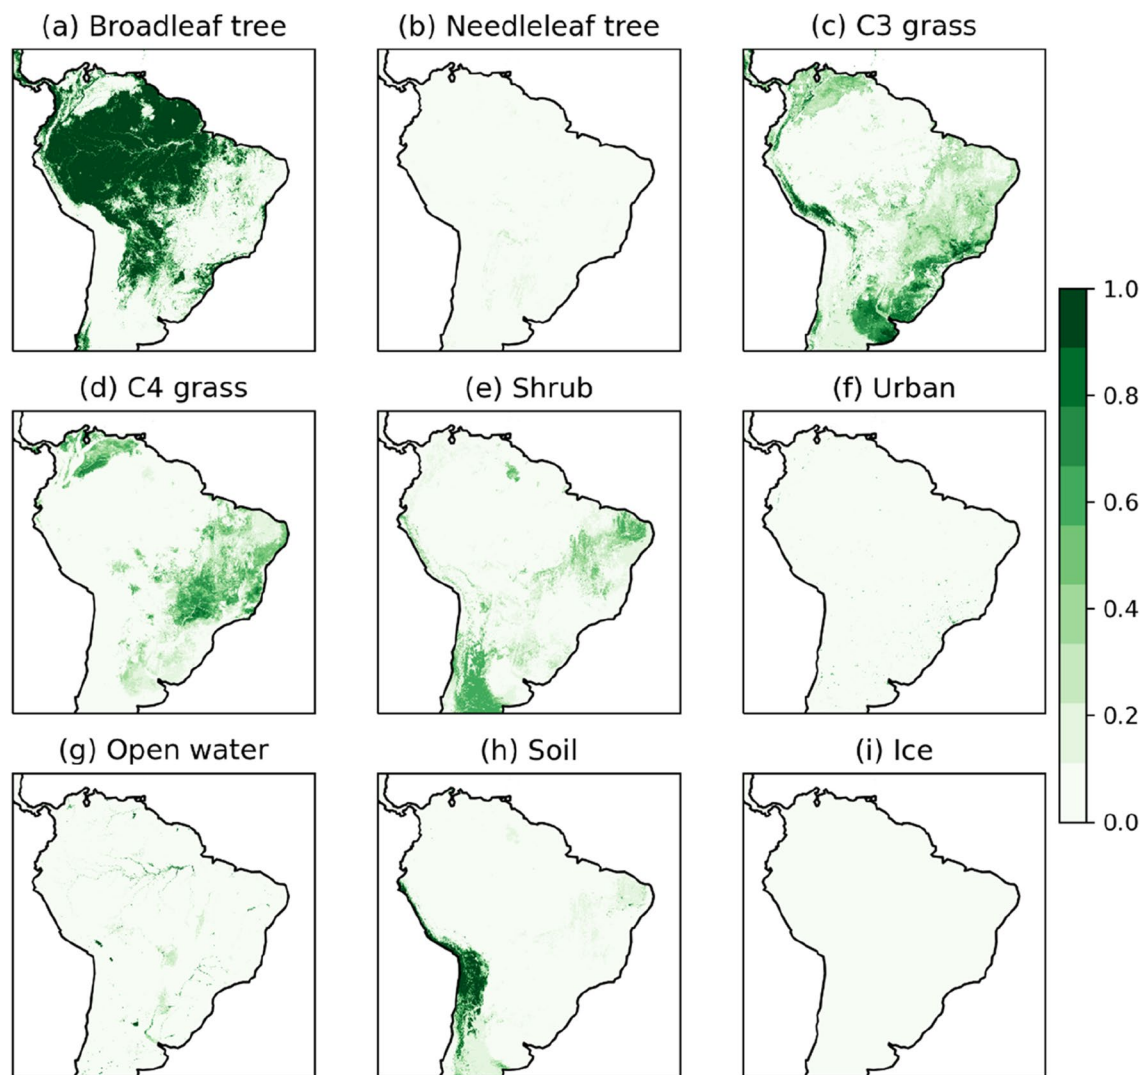 (a) Broadleaf tree
(b) Needleleaf tree
(c) C3 grass
(d) C4 grass
(e) Shrub
(f) Urban
(g) Open water
(h) Soil
(i) Ice
1.0
0.8
0.6
0.4
0.2
0.0